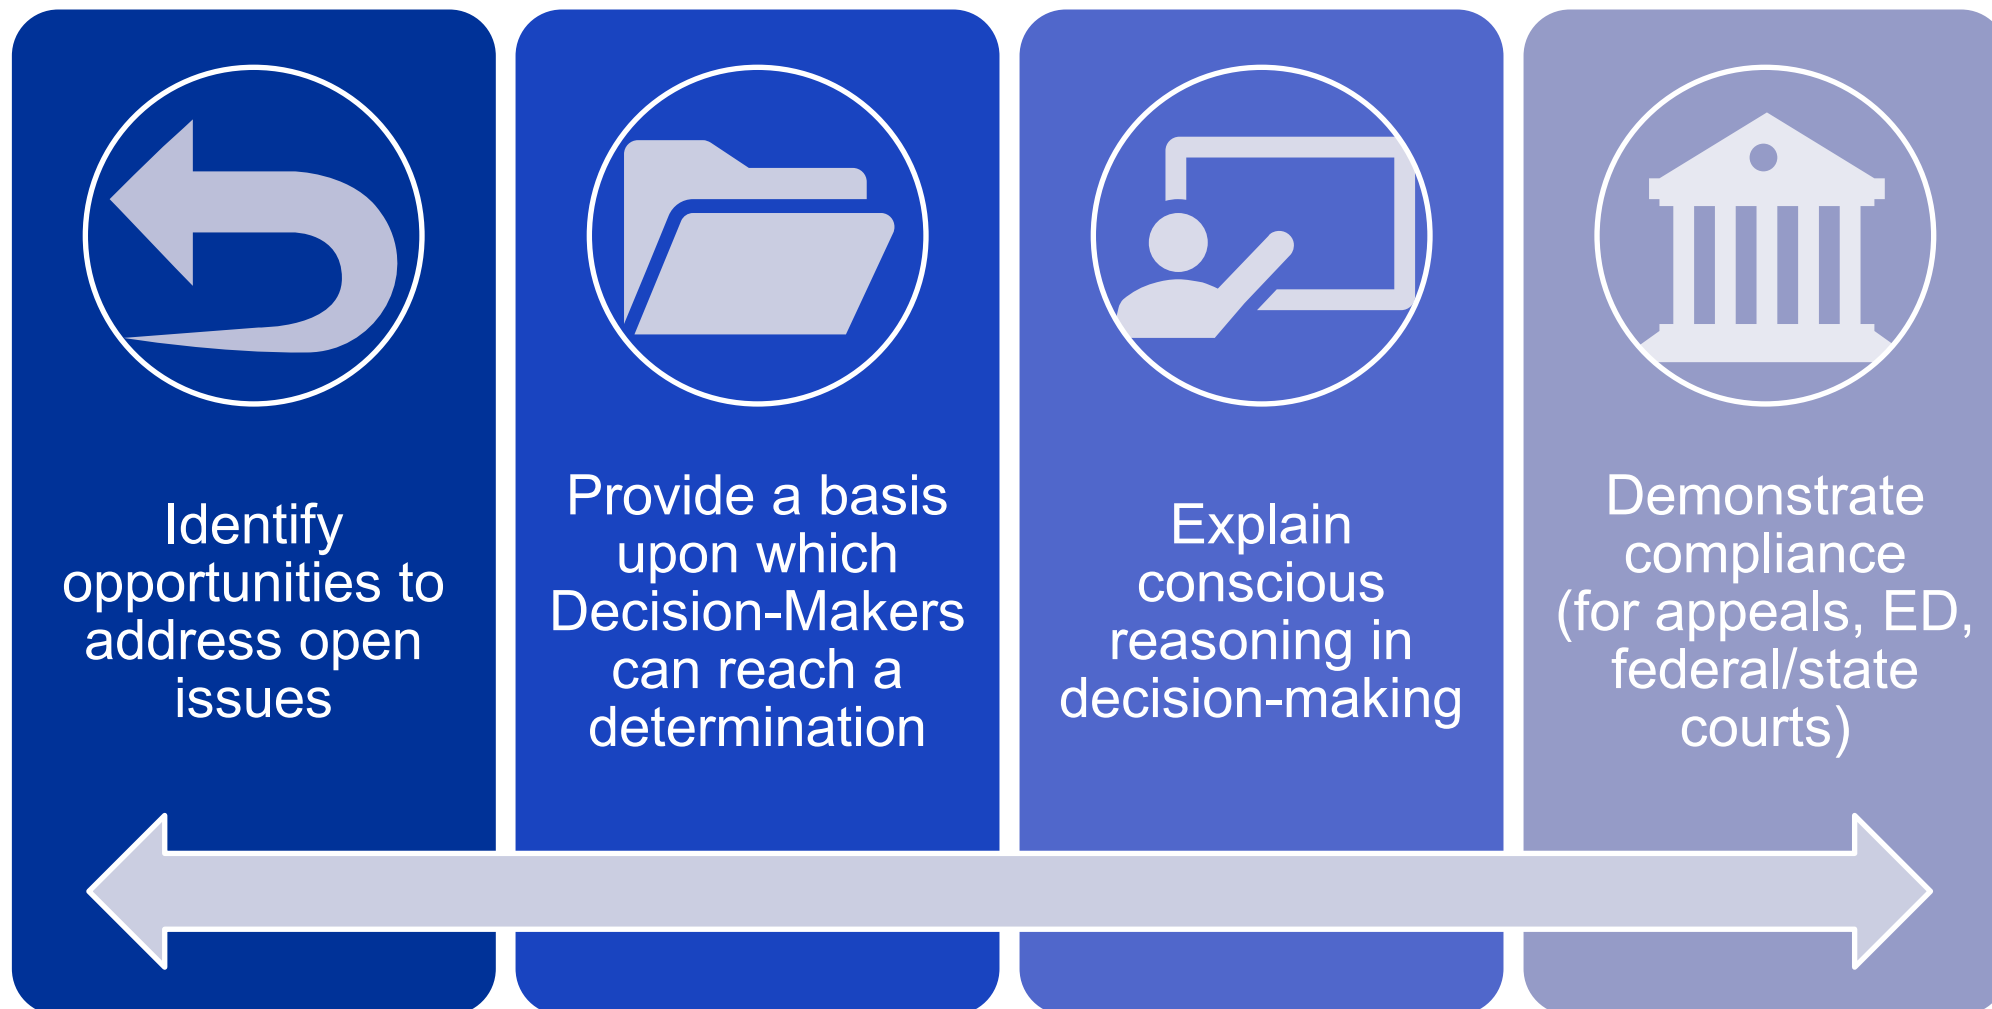 Identify
opportunities to
address open
issues
Provide a basis
upon which
Decision-Makers
can reach a
determination
Explain
conscious
reasoning in
decision-making
Demonstrate
compliance
(for appeals, ED,
federal/state
courts)